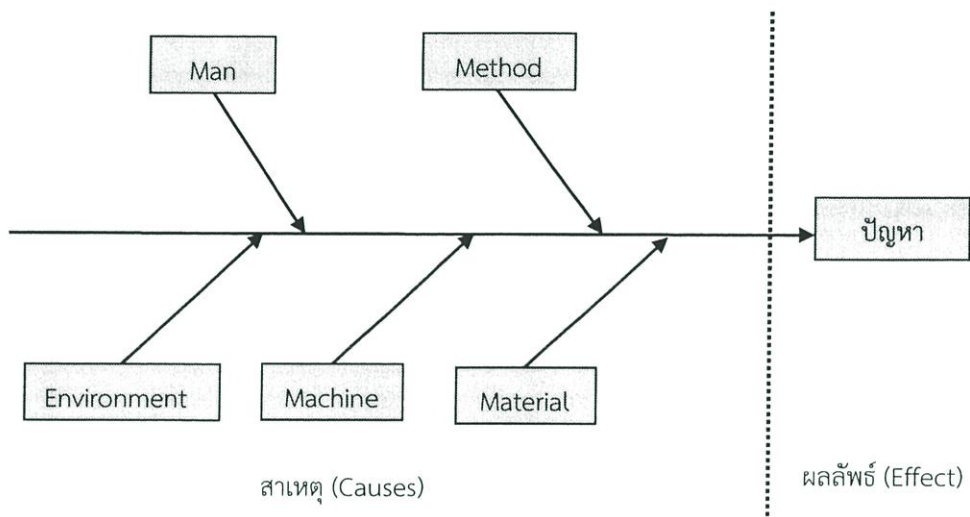 Man
Method
ปัญหา
Environment
Machine
Material
สาเหตุ (Causes)
ผลลัพธ์ (Effect)